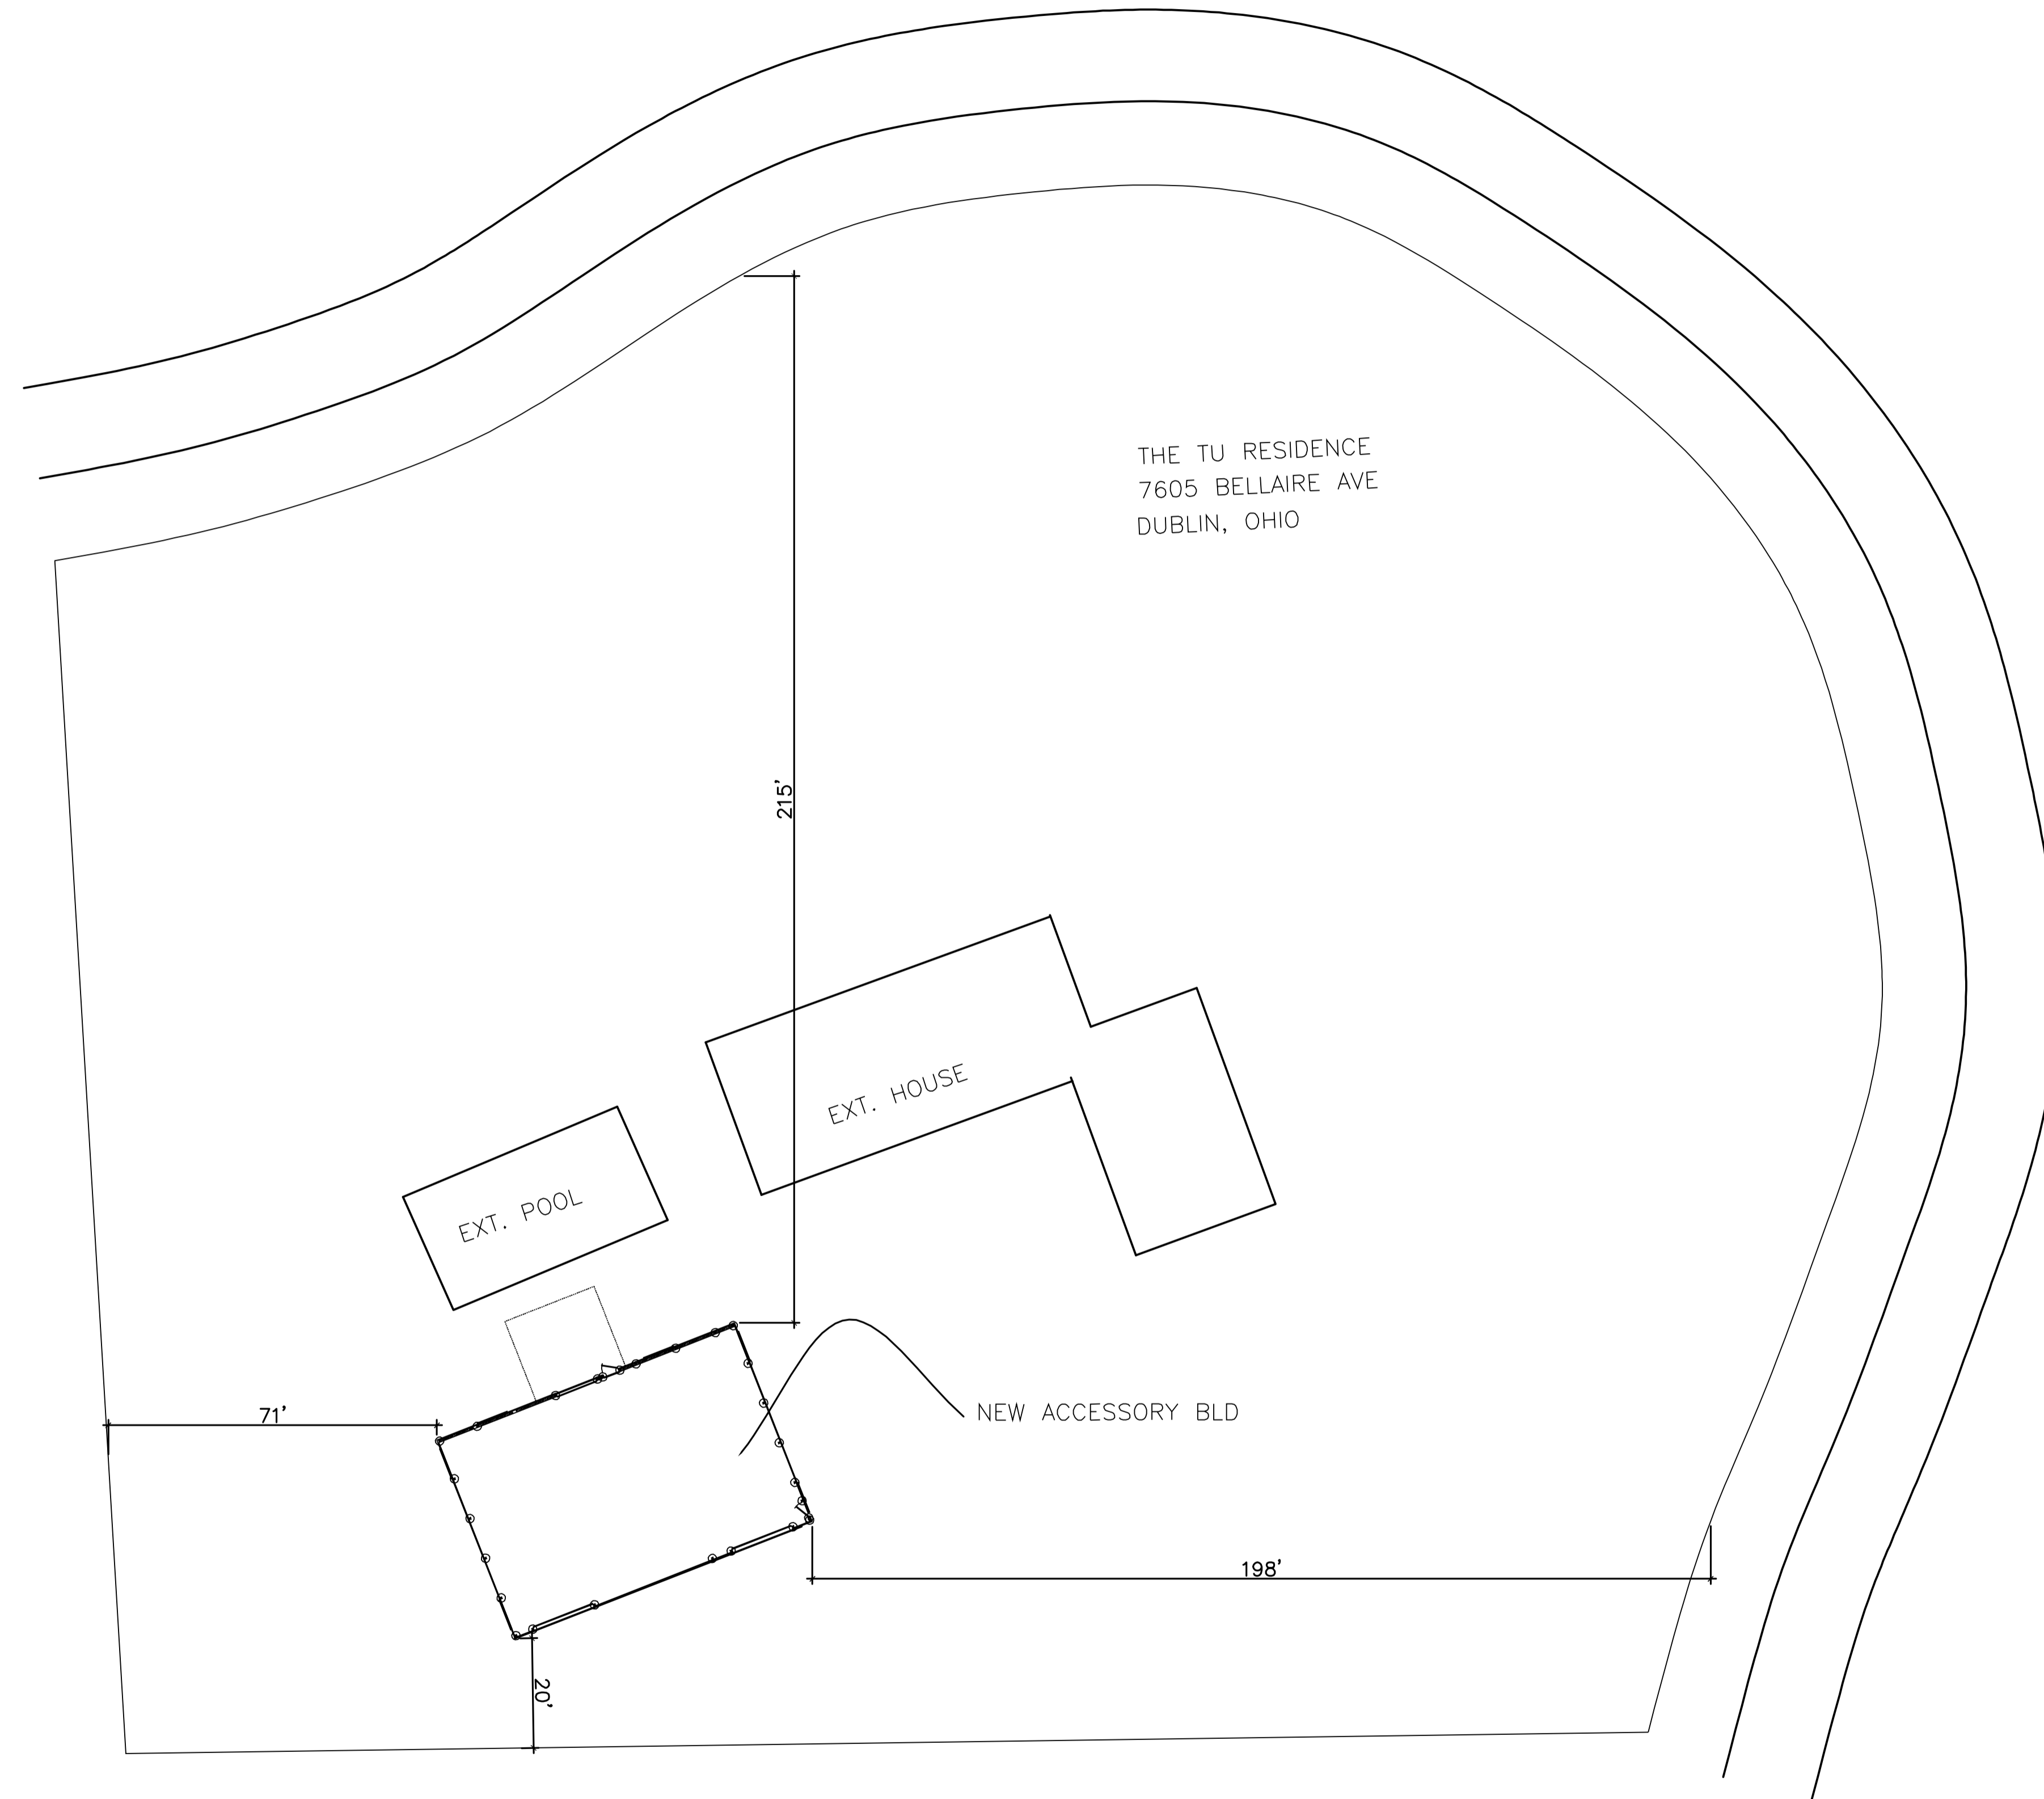 THE TU RESIDENCE
7605 BELLAIRE AVE
DUBLIN, OHIO
215'
EXT. HOUSE
EXT. POOL
NEW ACCESSORY BLD
71'
198'
20'